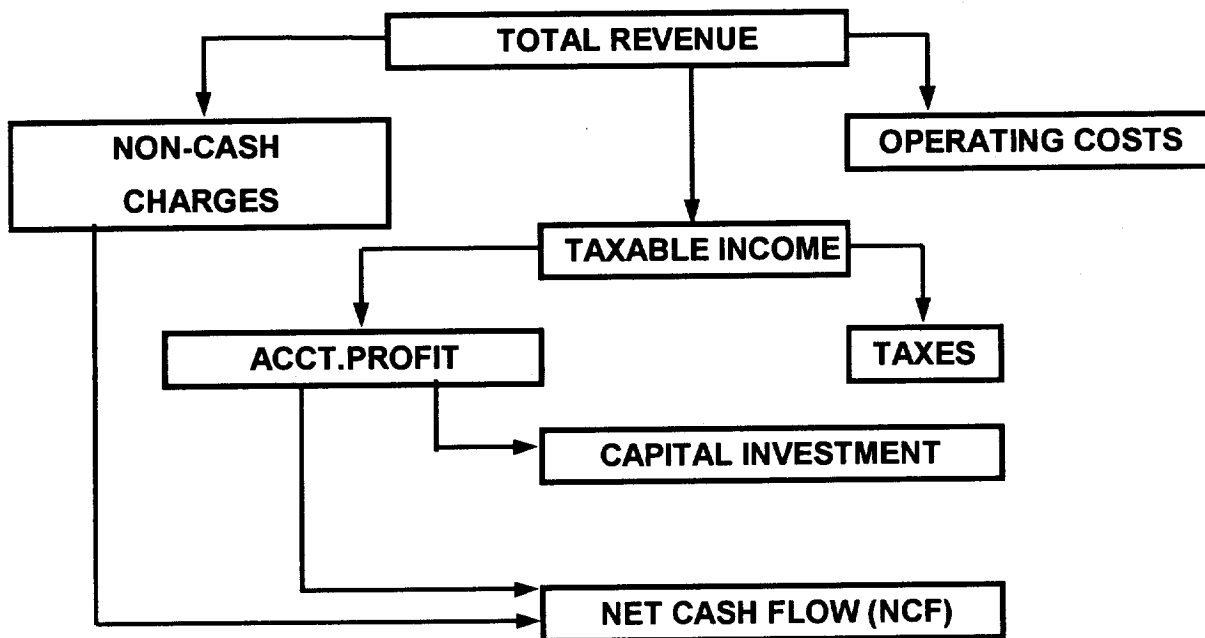 TOTAL REVENUE
NON-CASH
CHARGES
OPERATING COSTS
TAXABLE INCOME
ACCT.PROFIT
TAXES
CAPITAL INVESTMENT
NET CASH FLOW (NCF)